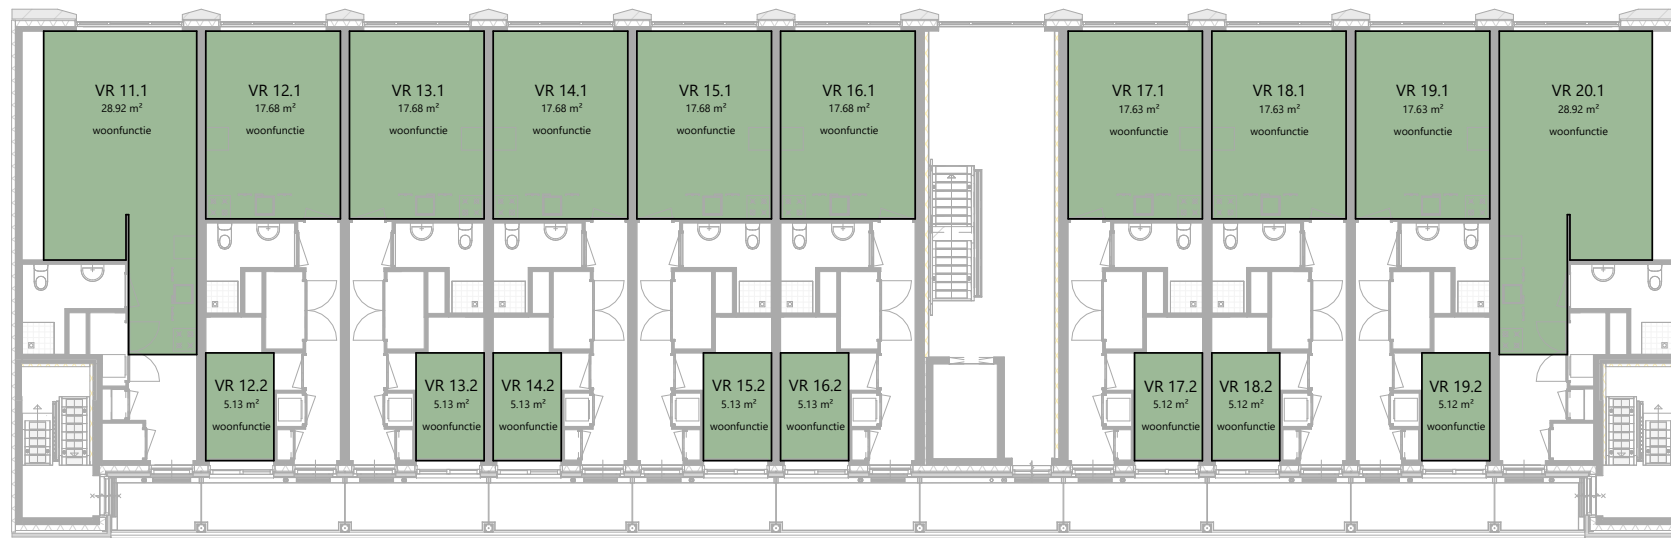 VR 11.1
28.92 m²
woonfunctie
VR 12.1
17.68 m²
woonfunctie
VR 13.1
17.68 m²
woonfunctie
VR 14.1
17.68 m²
woonfunctie
VR 15.1
17.68 m²
woonfunctie
VR 16.1
17.68 m²
woonfunctie
VR 17.1
17.63 m²
woonfunctie
VR 18.1
17.63 m²
woonfunctie
VR 19.1
17.63 m²
woonfunctie
VR 20.1
28.92 m²
woonfunctie
VR 12.2
5.13 m²
woonfunctie
VR 13.2
5.13 m²
woonfunctie
VR 14.2
5.13 m²
woonfunctie
VR 15.2
5.13 m²
woonfunctie
VR 16.2
5.13 m²
woonfunctie
VR 17.2
5.12 m²
woonfunctie
VR 18.2
5.12 m²
woonfunctie
VR 19.2
5.12 m²
woonfunctie